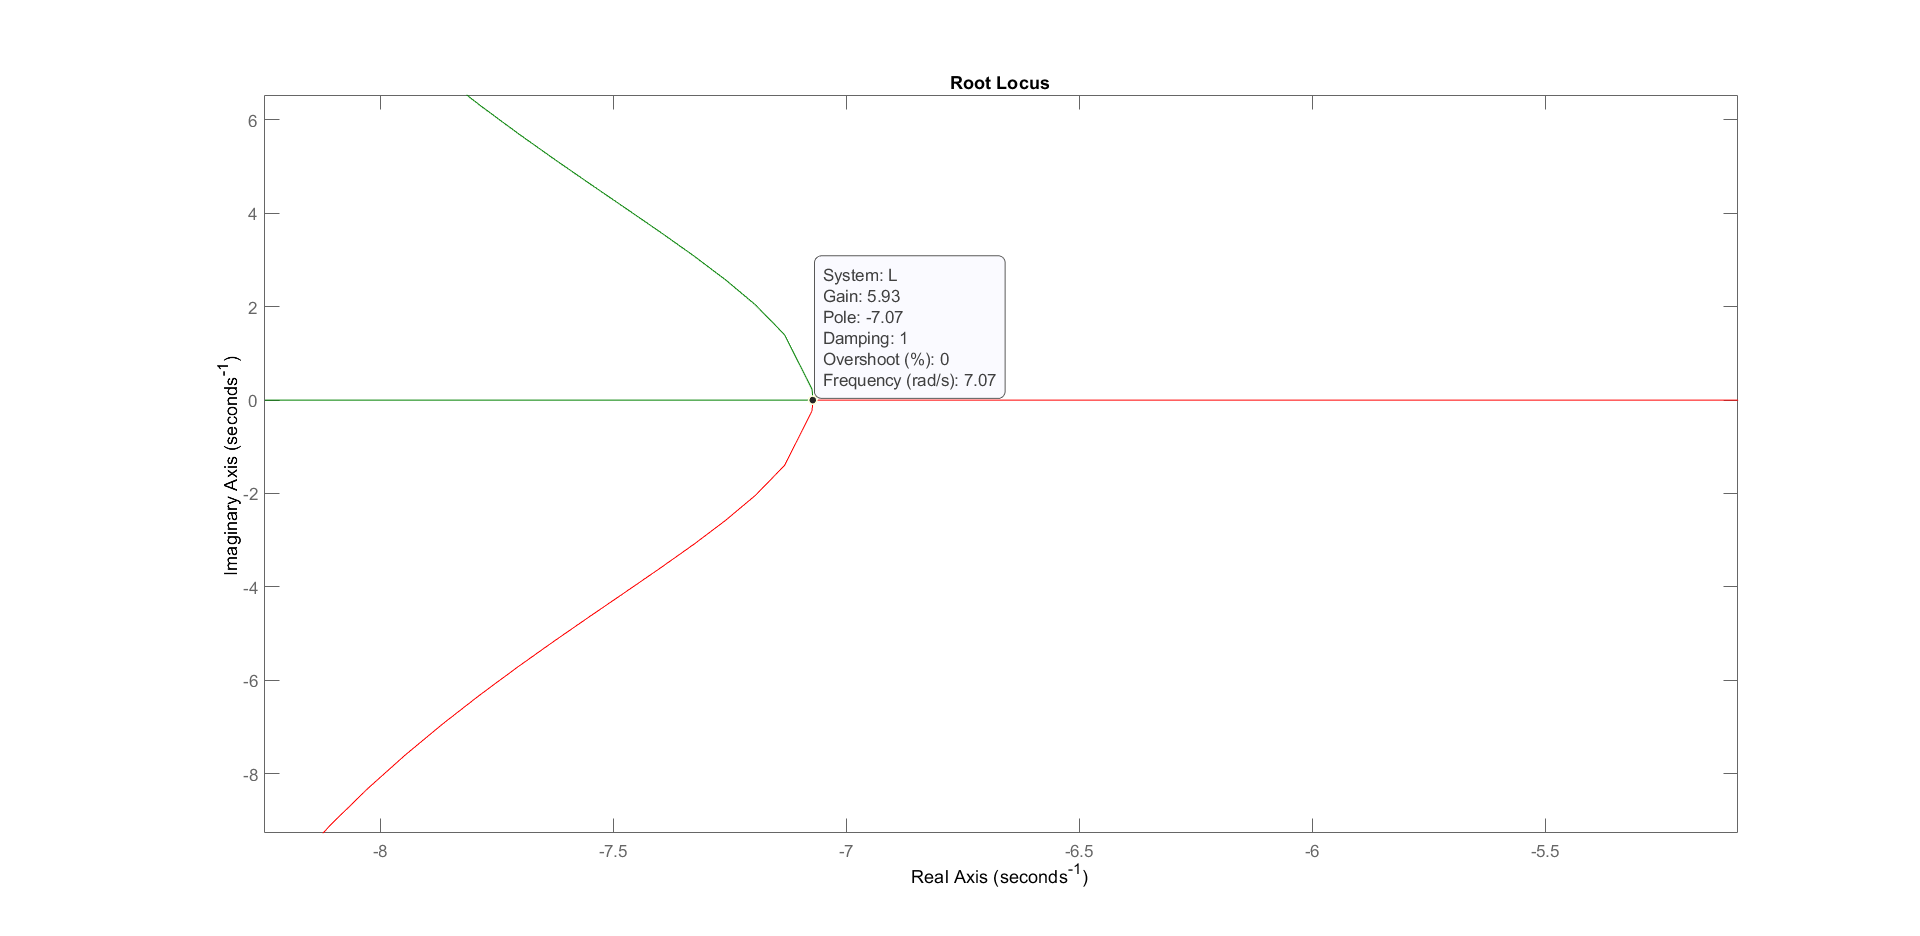 Root Locus
6
4
2
0
-2
-4
-6
-8
Imaginary Axis (seconds⁻¹)
System: L
Gain: 5.93
Pole: -7.07
Damping: 1
Overshoot (%): 0
Frequency (rad/s): 7.07
-8 -7.5 -7 -6.5 -6 -5.5
Real Axis (seconds⁻¹)